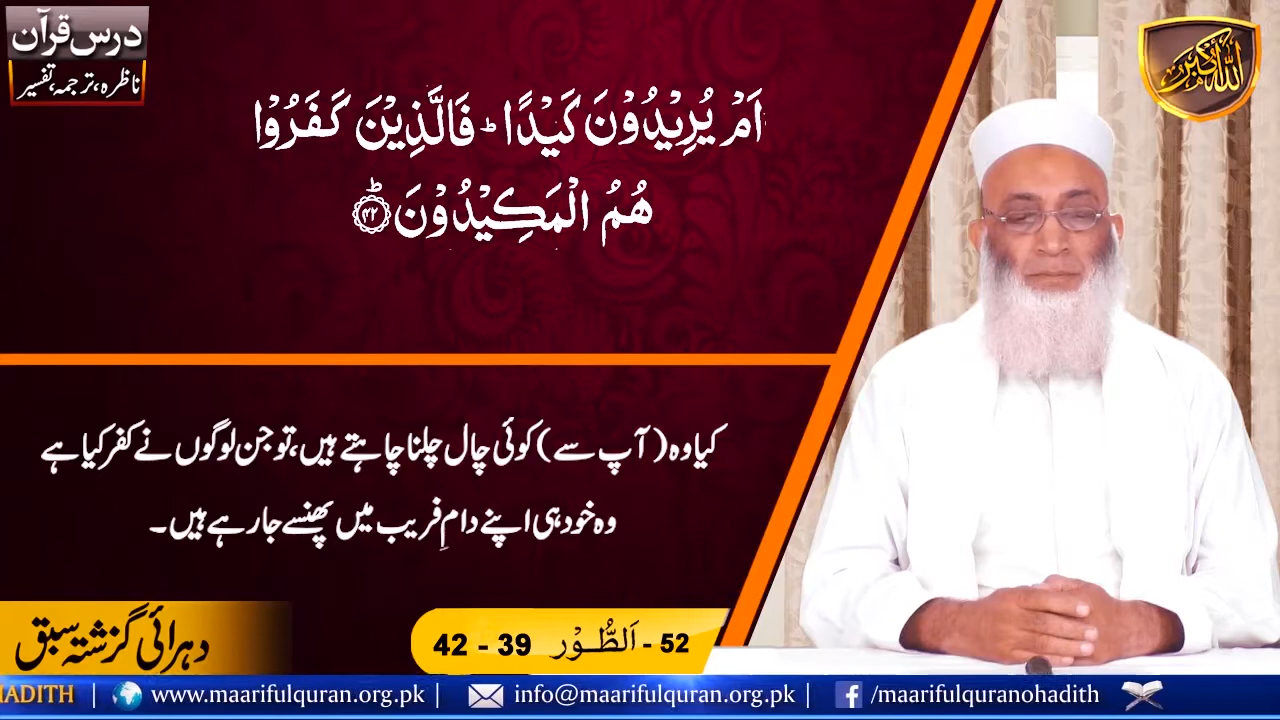 درس قرآن
ناظرہ، ترجمہ، تفسیر
اللہ اکبر
اَمْ یُرِیْدُوْنَ كَیْدًا ؕ فَالَّذِیْنَ كَفَرُوْا
هُمُ الْمَكِیْدُوْنَ ؕ۝۴۲
کیا وہ (آپ سے) کوئی چال چلنا چاہتے ہیں، تو جن لوگوں نے کفر کیا ہے
وہ خود ہی اپنے دامِ فریب میں پھنسے جا رہے ہیں۔
دہرائی گزشتہ سبق
52 - اَلطُّوْر 39 - 42
HADITH | www.maarifulquran.org.pk | info@maarifulquran.org.pk | /maarifulquranohadith